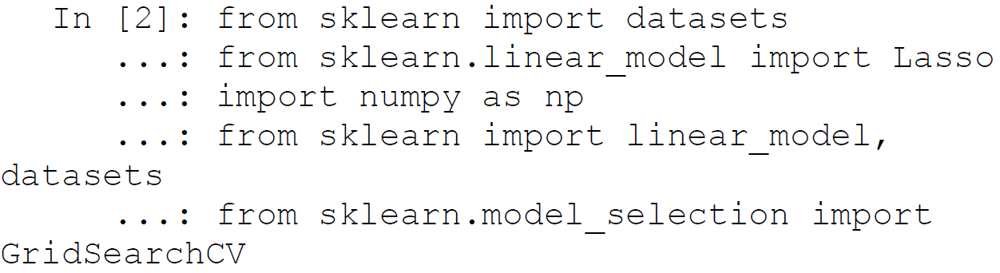 In [2]: from sklearn import datasets
...: from sklearn.linear_model import Lasso
...: import numpy as np
...: from sklearn import linear_model,
datasets
...: from sklearn.model_selection import
GridSearchCV